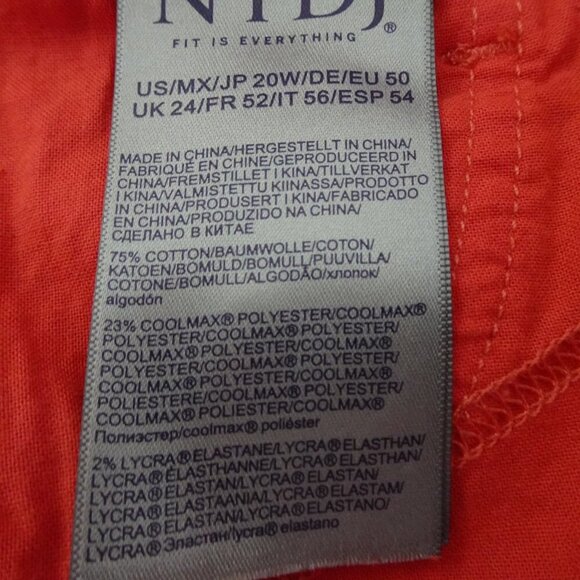 NYDJ®
FIT IS EVERYTHING
US/MX/JP 20W/DE/EU 50
UK 24/FR 52/IT 56/ESP 54
MADE IN CHINA/HERGESTELLT IN CHINA/
FABRIQUÉ EN CHINE/GEPRODUCEERD IN
CHINA/FREMSTILLET I KINA/TILLVERKAT
I KINA/VALMISTETTU KIINASSA/PRODOTTO
IN CHINA/PRODUSERT I KINA/FABRICADO
EN CHINA/PRODUZIDO NA CHINA/
СДЕЛАНО В КИТАЕ
75% COTTON/BAUMWOLLE/COTON/
KATOEN/BOMULD/BOMULL/PUUVILLA/
COTONE/BOMULL/ALGODÃO/хлопок/
algodón
23% COOLMAX® POLYESTER/COOLMAX®
POLYESTER/COOLMAX® POLYESTER/
COOLMAX® POLYESTER/COOLMAX®
POLYESTER/COOLMAX® POLYESTER/
COOLMAX® POLYESTER/COOLMAX®
POLIESTERE/COOLMAX® POLYESTER/
COOLMAX® POLIESTER/COOLMAX®
Полиэстер/coolmax® poliéster
2% LYCRA® ELASTANE/LYCRA® ELASTHAN/
LYCRA® ÉLASTHANNE/LYCRA® ELASTHAN/
LYCRA® ELASTAN/LYCRA® ELASTAN/
LYCRA® ELASTAANIA/LYCRA® ELASTAM/
LYCRA® ELASTAN/LYCRA® ELASTANO/
LYCRA® Эластан/lycra® elastano